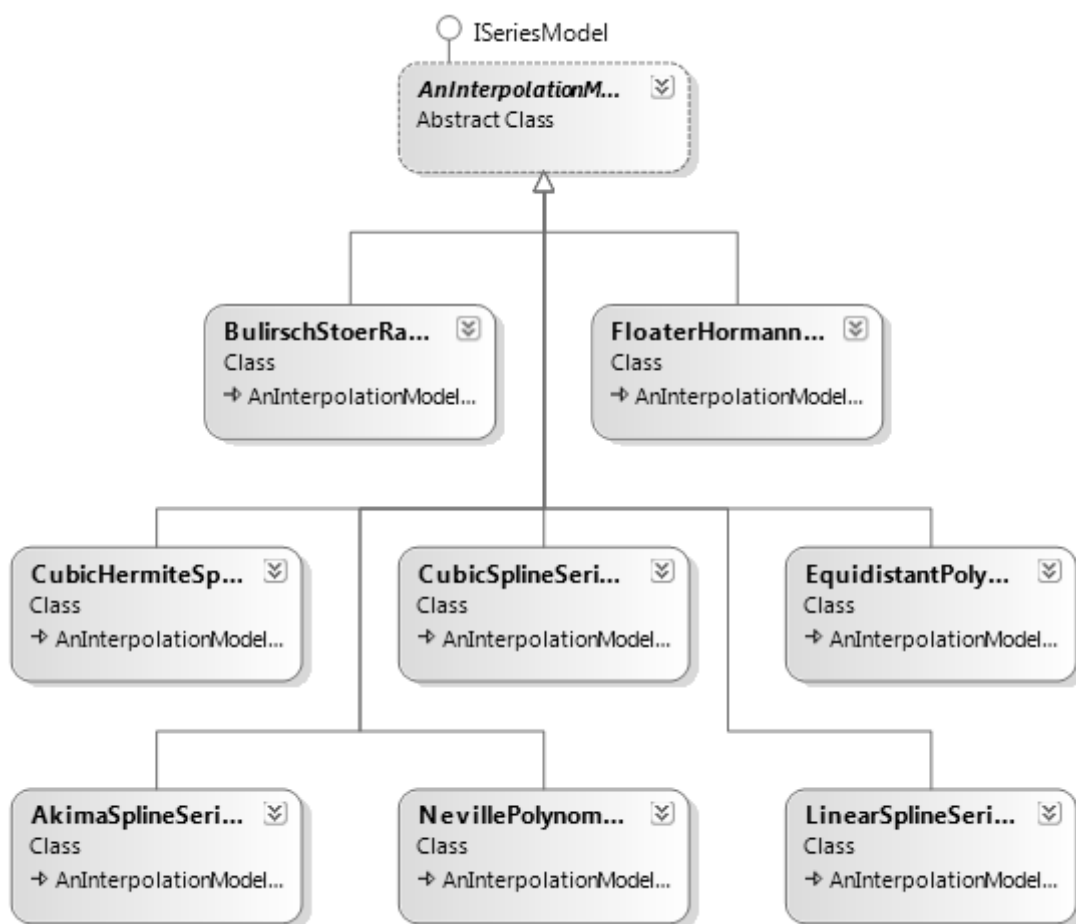 ISeriesModel
AnInterpolationM...
Abstract Class
BulirschStoerRa...
Class
AnInterpolationModel...
FloaterHormann...
Class
AnInterpolationModel...
CubicHermiteSp...
Class
AnInterpolationModel...
CubicSplineSeri...
Class
AnInterpolationModel...
EquidistantPoly...
Class
AnInterpolationModel...
AkimaSplineSeri...
Class
AnInterpolationModel...
NevillePolynom...
Class
AnInterpolationModel...
LinearSplineSeri...
Class
AnInterpolationModel...